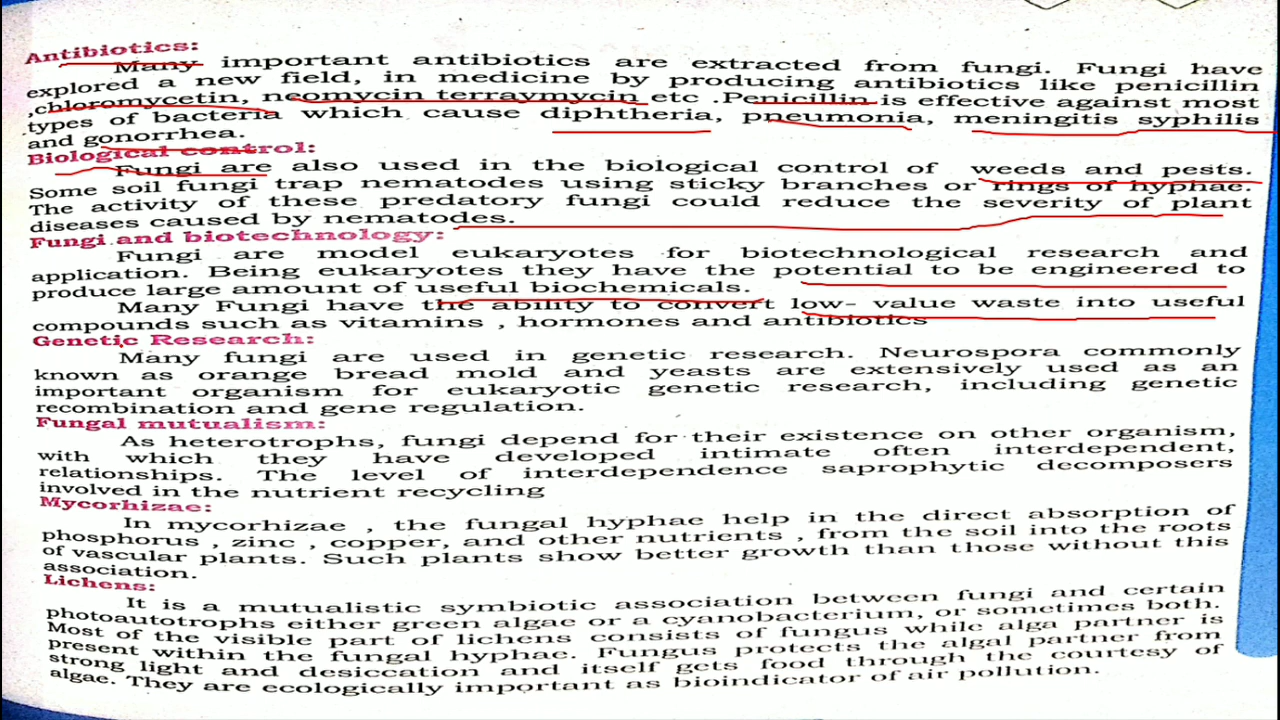 Antibiotics:
Many important antibiotics are extracted from fungi. Fungi have
explored a new field, in medicine by producing antibiotics like penicillin
,chloromycetin, neomycin terraymycin etc .Penicillin is effective against most
types of bacteria which cause diphtheria, pneumonia, meningitis syphilis
and gonorrhea.
Biological control:
Fungi are also used in the biological control of weeds and pests.
Some soil fungi trap nematodes using sticky branches or rings of hyphae.
The activity of these predatory fungi could reduce the severity of plant
diseases caused by nematodes.
Fungi and biotechnology:
Fungi are model eukaryotes for biotechnological research and
application. Being eukaryotes they have the potential to be engineered to
produce large amount of useful biochemicals.
Many Fungi have the ability to convert low- value waste into useful
compounds such as vitamins , hormones and antibiotics
Genetic Research:
Many fungi are used in genetic research. Neurospora commonly
known as orange bread mold and yeasts are extensively used as an
important organism for eukaryotic genetic research, including genetic
recombination and gene regulation.
Fungal mutualism:
As heterotrophs, fungi depend for their existence on other organism,
with which they have developed intimate often interdependent,
relationships. The level of interdependence saprophytic decomposers
involved in the nutrient recycling
Mycorhizae:
In mycorhizae , the fungal hyphae help in the direct absorption of
phosphorus , zinc , copper, and other nutrients , from the soil into the roots
of vascular plants. Such plants show better growth than those without this
association.
Lichens:
It is a mutualistic symbiotic association between fungi and certain
photoautotrophs either green algae or a cyanobacterium, or sometimes both.
Most of the visible part of lichens consists of fungus while alga partner is
present within the fungal hyphae. Fungus protects the algal partner from
strong light and desiccation and itself gets food through the courtesy of
algae. They are ecologically important as bioindicator of air pollution.